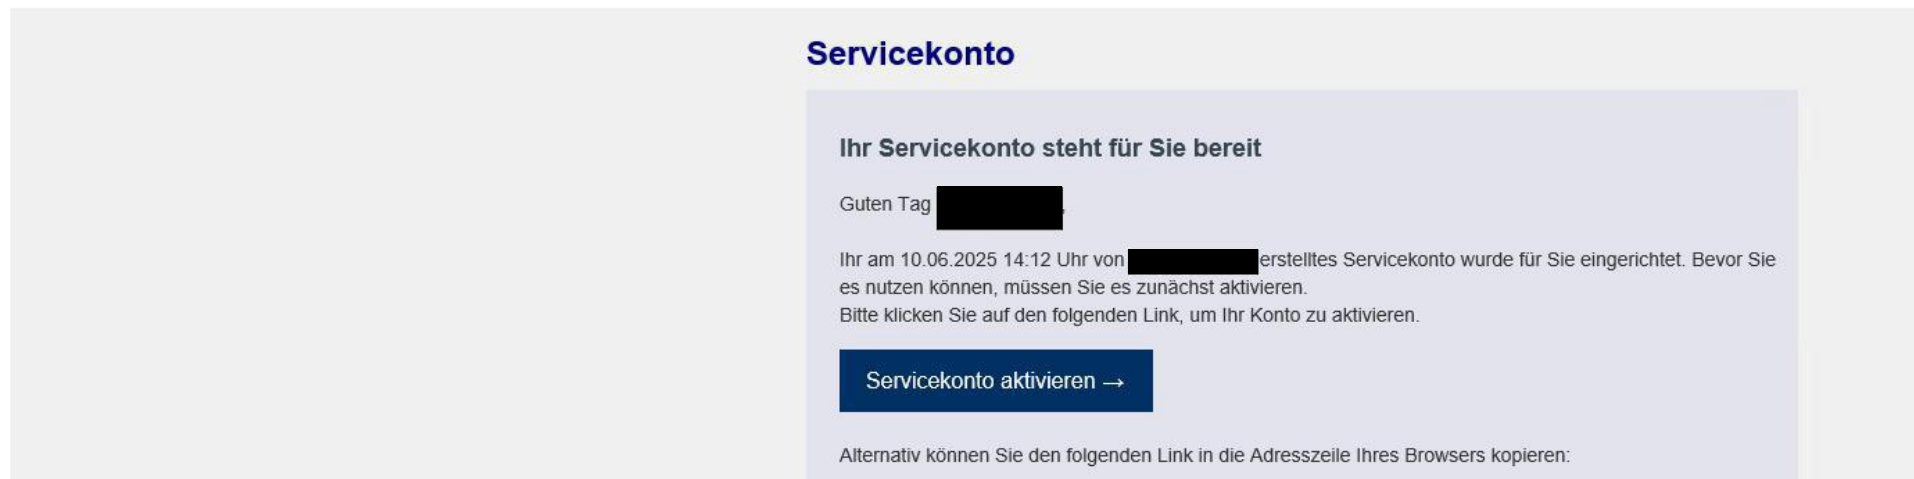 Servicekonto
Ihr Servicekonto steht für Sie bereit
Guten Tag ,
Ihr am 10.06.2025 14:12 Uhr von erstelltes Servicekonto wurde für Sie eingerichtet. Bevor Sie
es nutzen können, müssen Sie es zunächst aktivieren.
Bitte klicken Sie auf den folgenden Link, um Ihr Konto zu aktivieren.
Servicekonto aktivieren →
Alternativ können Sie den folgenden Link in die Adresszeile Ihres Browsers kopieren: